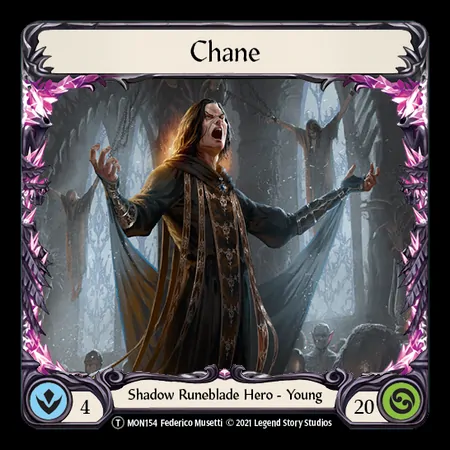 Chane
Shadow Runeblade Hero - Young
4
20
T MON154 Federico Musetti © 2021 Legend Story Studios